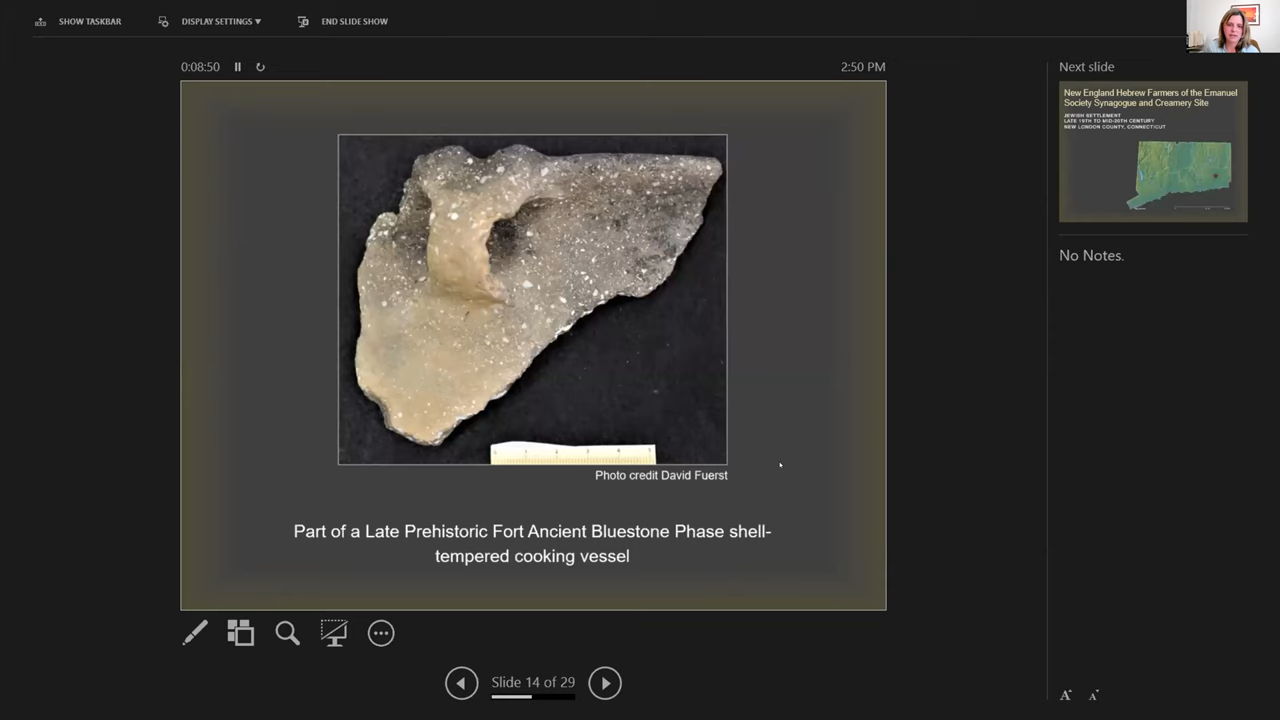 SHOW TASKBAR
DISPLAY SETTINGS ▼
END SLIDE SHOW
0:08:50
2:50 PM
Next slide
New England Hebrew Farmers of the Emanuel
Society Synagogue and Creamery Site
JEWISH SETTLEMENT
LATE 19TH TO MID-20TH CENTURY
NEW LONDON COUNTY, CONNECTICUT
No Notes.
Photo credit David Fuerst
Part of a Late Prehistoric Fort Ancient Bluestone Phase shell-
tempered cooking vessel
Slide 14 of 29
A A